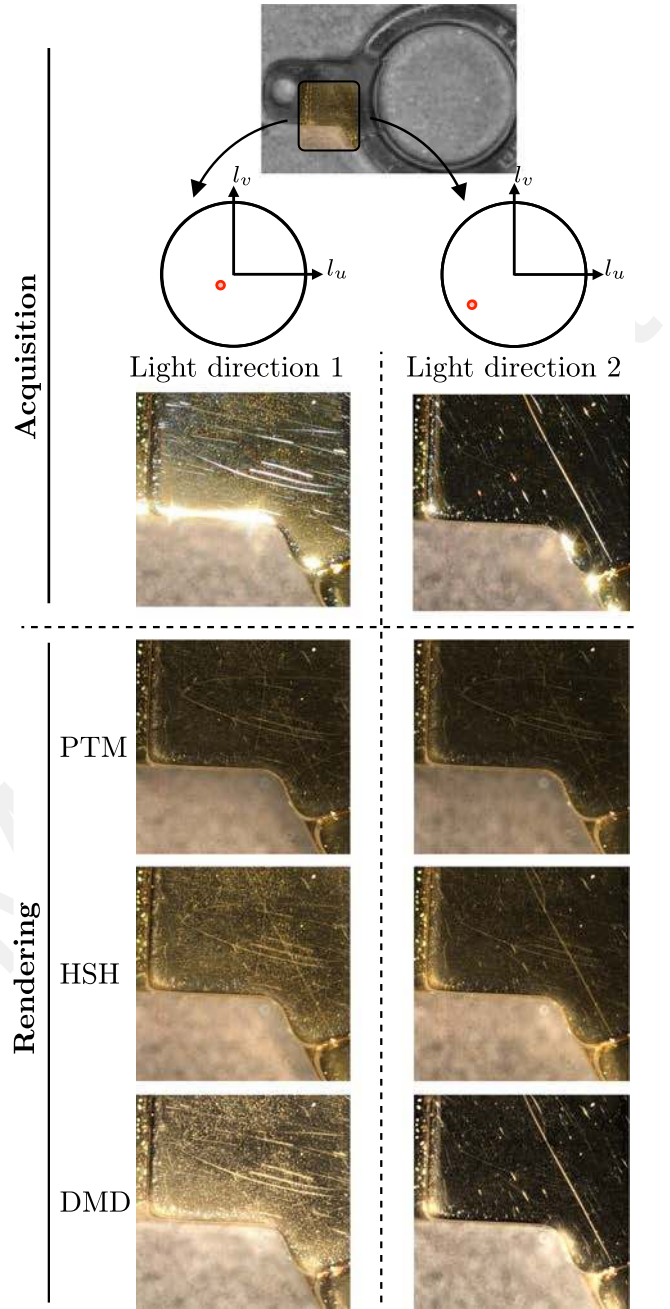 l_v
l_v
l_u
l_u
Acquisition
Light direction 1
Light direction 2
PTM
HSH
Rendering
DMD